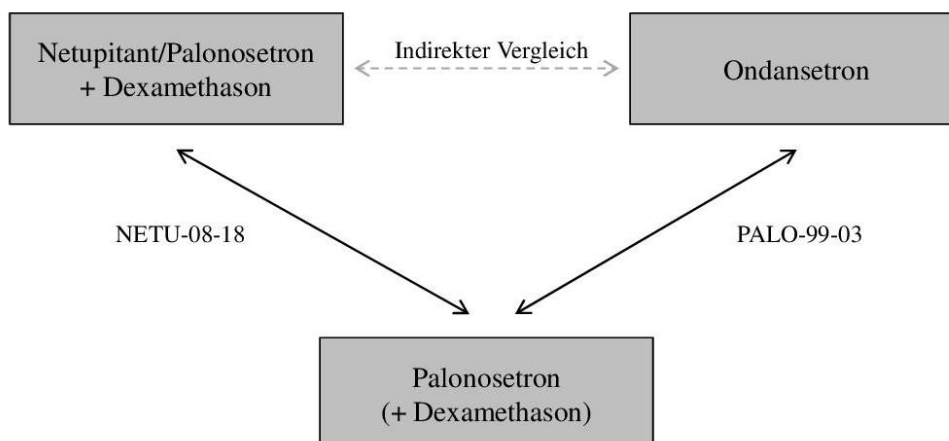 Netupitant/Palonosetron
+ Dexamethason
Indirekter Vergleich
Ondansetron
NETU-08-18
PALO-99-03
Palonosetron
(+ Dexamethason)